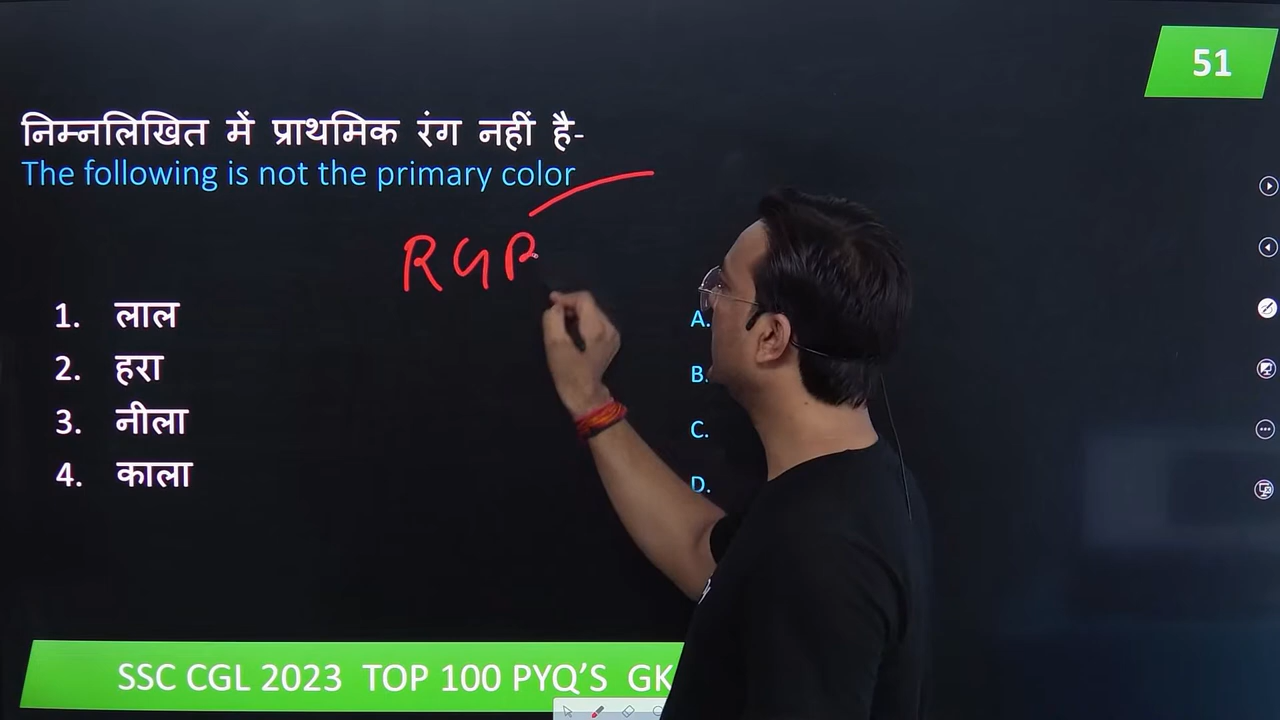 51
निम्नलिखित में प्राथमिक रंग नहीं है-
The following is not the primary color
RGB
1. लाल
2. हरा
3. नीला
4. काला
A.
B.
C.
D.
SSC CGL 2023 TOP 100 PYQ'S GK